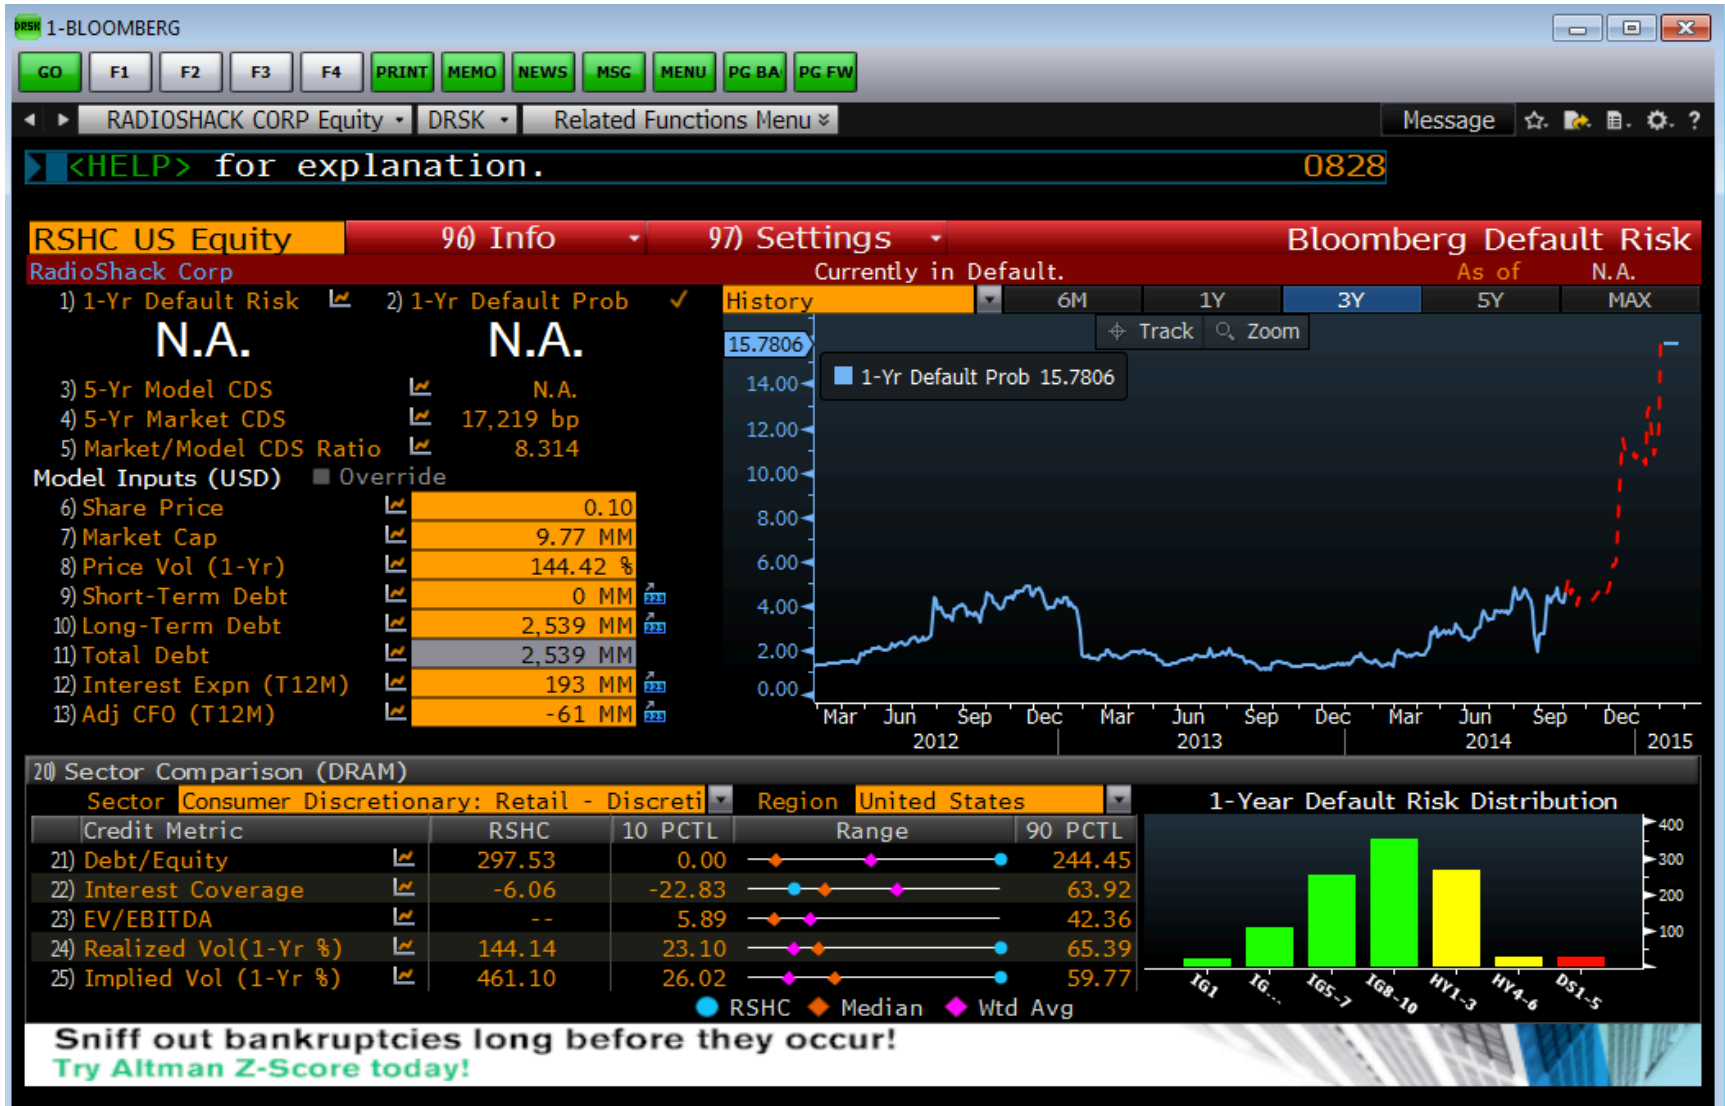 DRSK 1-BLOOMBERG
GO F1 F2 F3 F4 PRINT MEMO NEWS MSG MENU PG BA PG FW
RADIOSHACK CORP Equity DRSK Related Functions Menu Message ?
<HELP> for explanation. 0828
RSHC US Equity 96) Info 97) Settings Bloomberg Default Risk
RadioShack Corp Currently in Default. As of N.A.
1) 1-Yr Default Risk 2) 1-Yr Default Prob
N.A. N.A.
3) 5-Yr Model CDS N.A.
4) 5-Yr Market CDS 17,219 bp
5) Market/Model CDS Ratio 8.314
Model Inputs (USD) Override
6) Share Price 0.10
7) Market Cap 9.77 MM
8) Price Vol (1-Yr) 144.42 %
9) Short-Term Debt 0 MM
10) Long-Term Debt 2,539 MM
11) Total Debt 2,539 MM
12) Interest Expn (T12M) 193 MM
13) Adj CFO (T12M) -61 MM
History 6M 1Y 3Y 5Y MAX
Track Zoom
15.7806
1-Yr Default Prob 15.7806
14.00
12.00
10.00
8.00
6.00
4.00
2.00
0.00
Mar Jun Sep Dec Mar Jun Sep Dec Mar Jun Sep Dec
2012 2013 2014 2015
20) Sector Comparison (DRAM)
Sector Consumer Discretionary: Retail - Discreti Region United States
Credit Metric RSHC 10 PCTL Range 90 PCTL
21) Debt/Equity 297.53 0.00 244.45
22) Interest Coverage -6.06 -22.83 63.92
23) EV/EBITDA -- 5.89 42.36
24) Realized Vol(1-Yr %) 144.14 23.10 65.39
25) Implied Vol (1-Yr %) 461.10 26.02 59.77
RSHC Median Wtd Avg
1-Year Default Risk Distribution
400
300
200
100
IG1 IG... IG5-7 IG8-10 HY1-3 HY4-6 DS1-5
Sniff out bankruptcies long before they occur!
Try Altman Z-Score today!